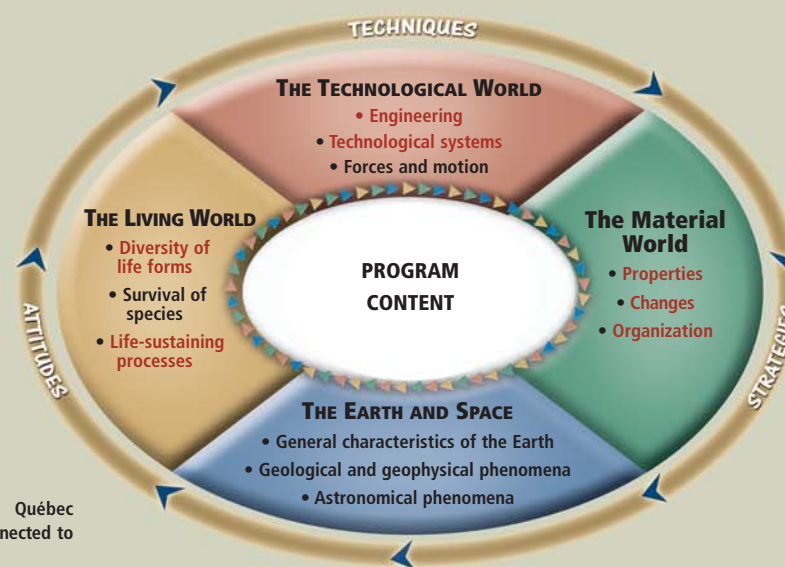 TECHNIQUES
THE TECHNOLOGICAL WORLD
• Engineering
• Technological systems
• Forces and motion
THE LIVING WORLD
• Diversity of
life forms
• Survival of
species
• Life-sustaining
processes
The Material
World
• Properties
• Changes
• Organization
PROGRAM
CONTENT
ATTITUDES
STRATEGIES
THE EARTH AND SPACE
• General characteristics of the Earth
• Geological and geophysical phenomena
• Astronomical phenomena
Québec
to